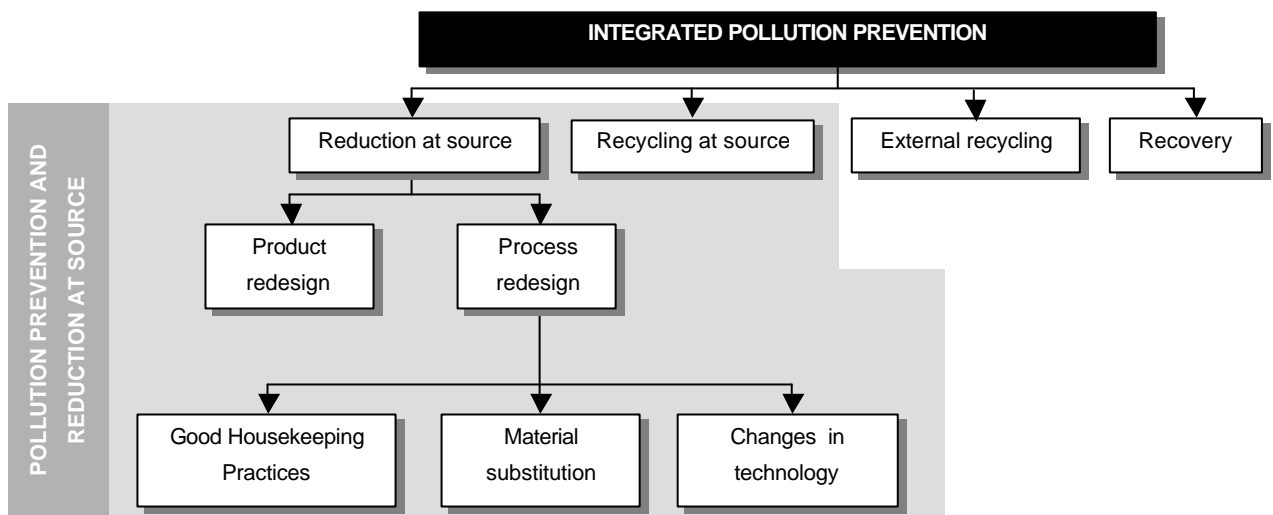 INTEGRATED POLLUTION PREVENTION
POLLUTION PREVENTION AND
REDUCTION AT SOURCE
Reduction at source
Recycling at source
External recycling
Recovery
Product
redesign
Process
redesign
Good Housekeeping
Practices
Material
substitution
Changes in
technology